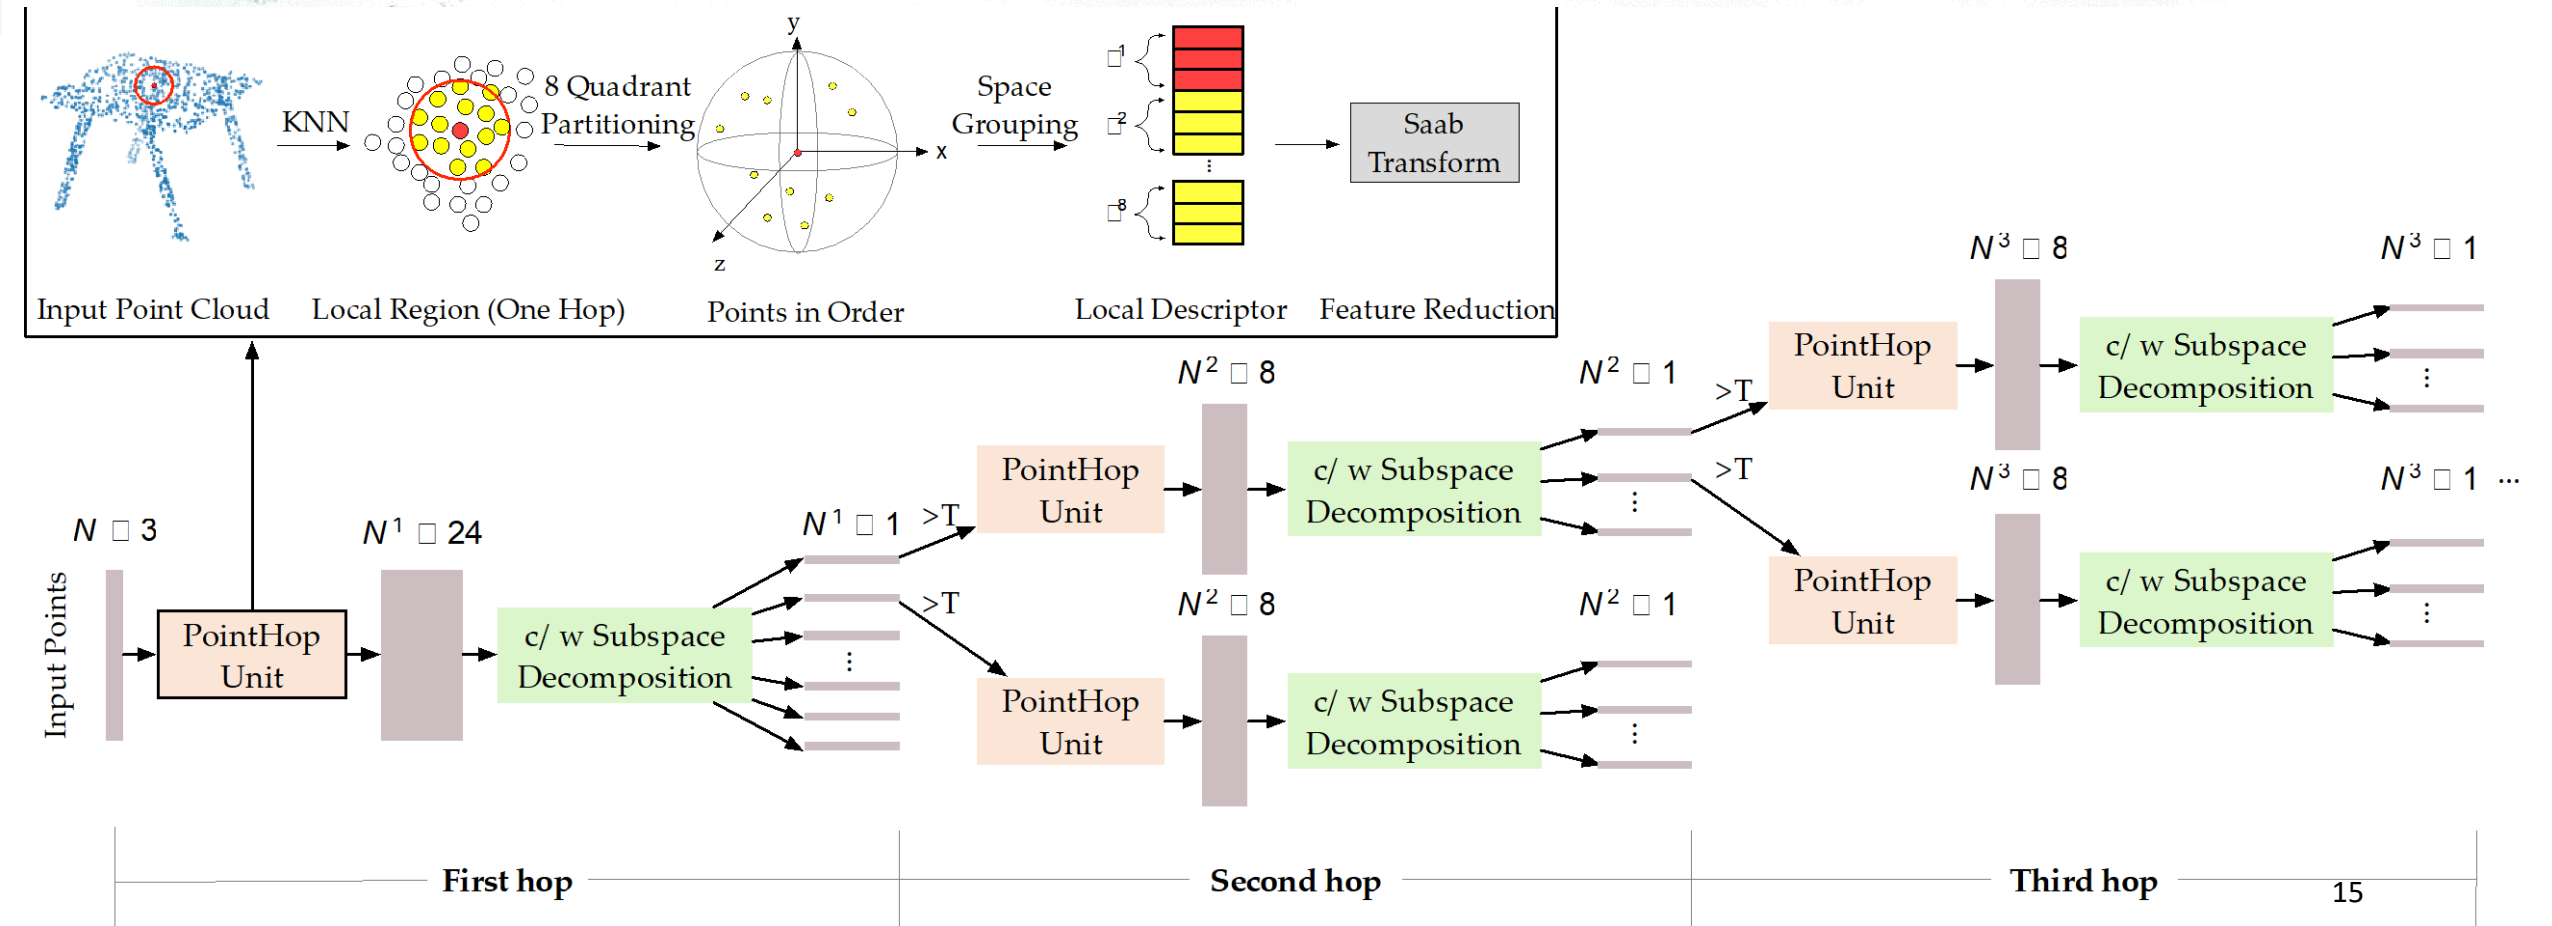 y
x
z
KNN
8 Quadrant
Partitioning
Space
Grouping
□1
□2
⋮
□8
Saab
Transform
Input Point Cloud
Local Region (One Hop)
Points in Order
Local Descriptor
Feature Reduction
N □ 3
Input Points
PointHop
Unit
N1 □ 24
c/ w Subspace
Decomposition
N1 □ 1
⋮
>T
>T
PointHop
Unit
N2 □ 8
c/ w Subspace
Decomposition
N2 □ 1
⋮
PointHop
Unit
N2 □ 8
c/ w Subspace
Decomposition
N2 □ 1
⋮
>T
>T
PointHop
Unit
N3 □ 8
c/ w Subspace
Decomposition
N3 □ 1
⋮
PointHop
Unit
N3 □ 8
c/ w Subspace
Decomposition
N3 □ 1 ...
⋮
First hop
Second hop
Third hop
15